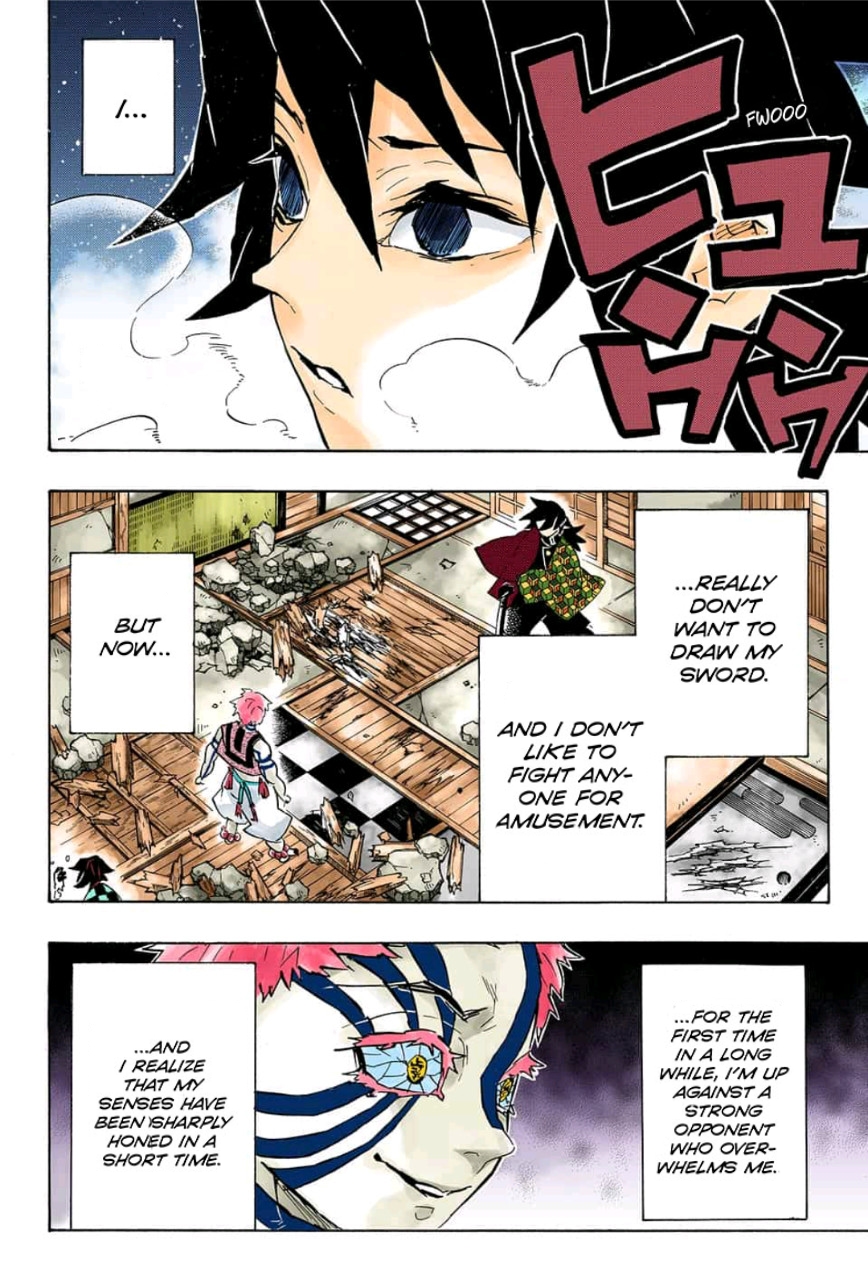 I...
FWOOO
ヒュゥゥ
...REALLY
DON'T
WANT TO
DRAW MY
SWORD.
AND I DON'T
LIKE TO
FIGHT ANY-
ONE FOR
AMUSEMENT.
BUT
NOW...
...FOR THE
FIRST TIME
IN A LONG
WHILE, I'M UP
AGAINST A
STRONG
OPPONENT
WHO OVER-
WHELMS ME.
...AND
I REALIZE
THAT MY
SENSES HAVE
BEEN SHARPLY
HONED IN A
SHORT TIME.